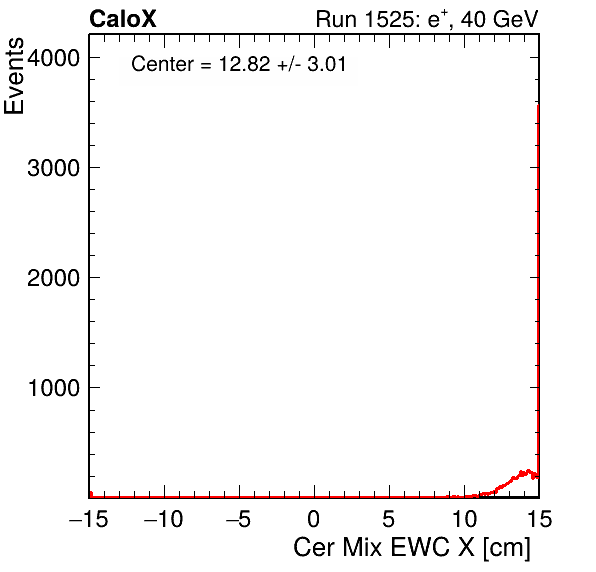 CaloX
Run 1525: e+, 40 GeV
Center = 12.82 +/- 3.01
Events
4000
3000
2000
1000
−15 −10 −5 0 5 10 15
Cer Mix EWC X [cm]